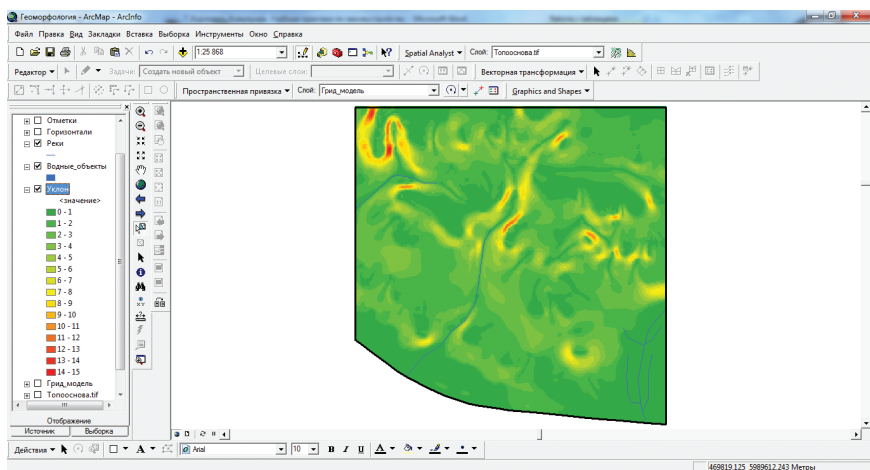 Геоморфология - ArcMap - ArcInfo
Файл Правка Вид Закладки Вставка Выборка Инструменты Окно Справка
1:25 868 Spatial Analyst Слой: Топооснова.tif
Редактор Задачи: Создать новый объект Целевые слои: Векторная трансформация
Пространственная привязка Слой: Грид_модель Graphics and Shapes
Отметки
Горизонтали
Реки
Водные_объекты
Уклон
<значение>
0 - 1
1 - 2
2 - 3
3 - 4
4 - 5
5 - 6
6 - 7
7 - 8
8 - 9
9 - 10
10 - 11
11 - 12
12 - 13
13 - 14
14 - 15
Грид_модель
Топооснова.tif
Отображение
Источник Выборка
Действия A Arial 10 B I U A
469819.125 5989612.243 Метры